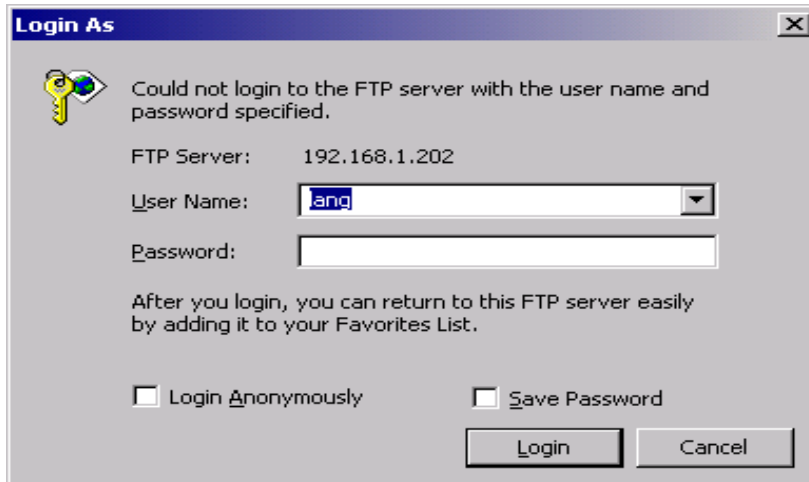 Login As
Could not login to the FTP server with the user name and
password specified.
FTP Server: 192.168.1.202
User Name: jang
Password:
After you login, you can return to this FTP server easily
by adding it to your Favorites List.
Login Anonymously Save Password
Login Cancel